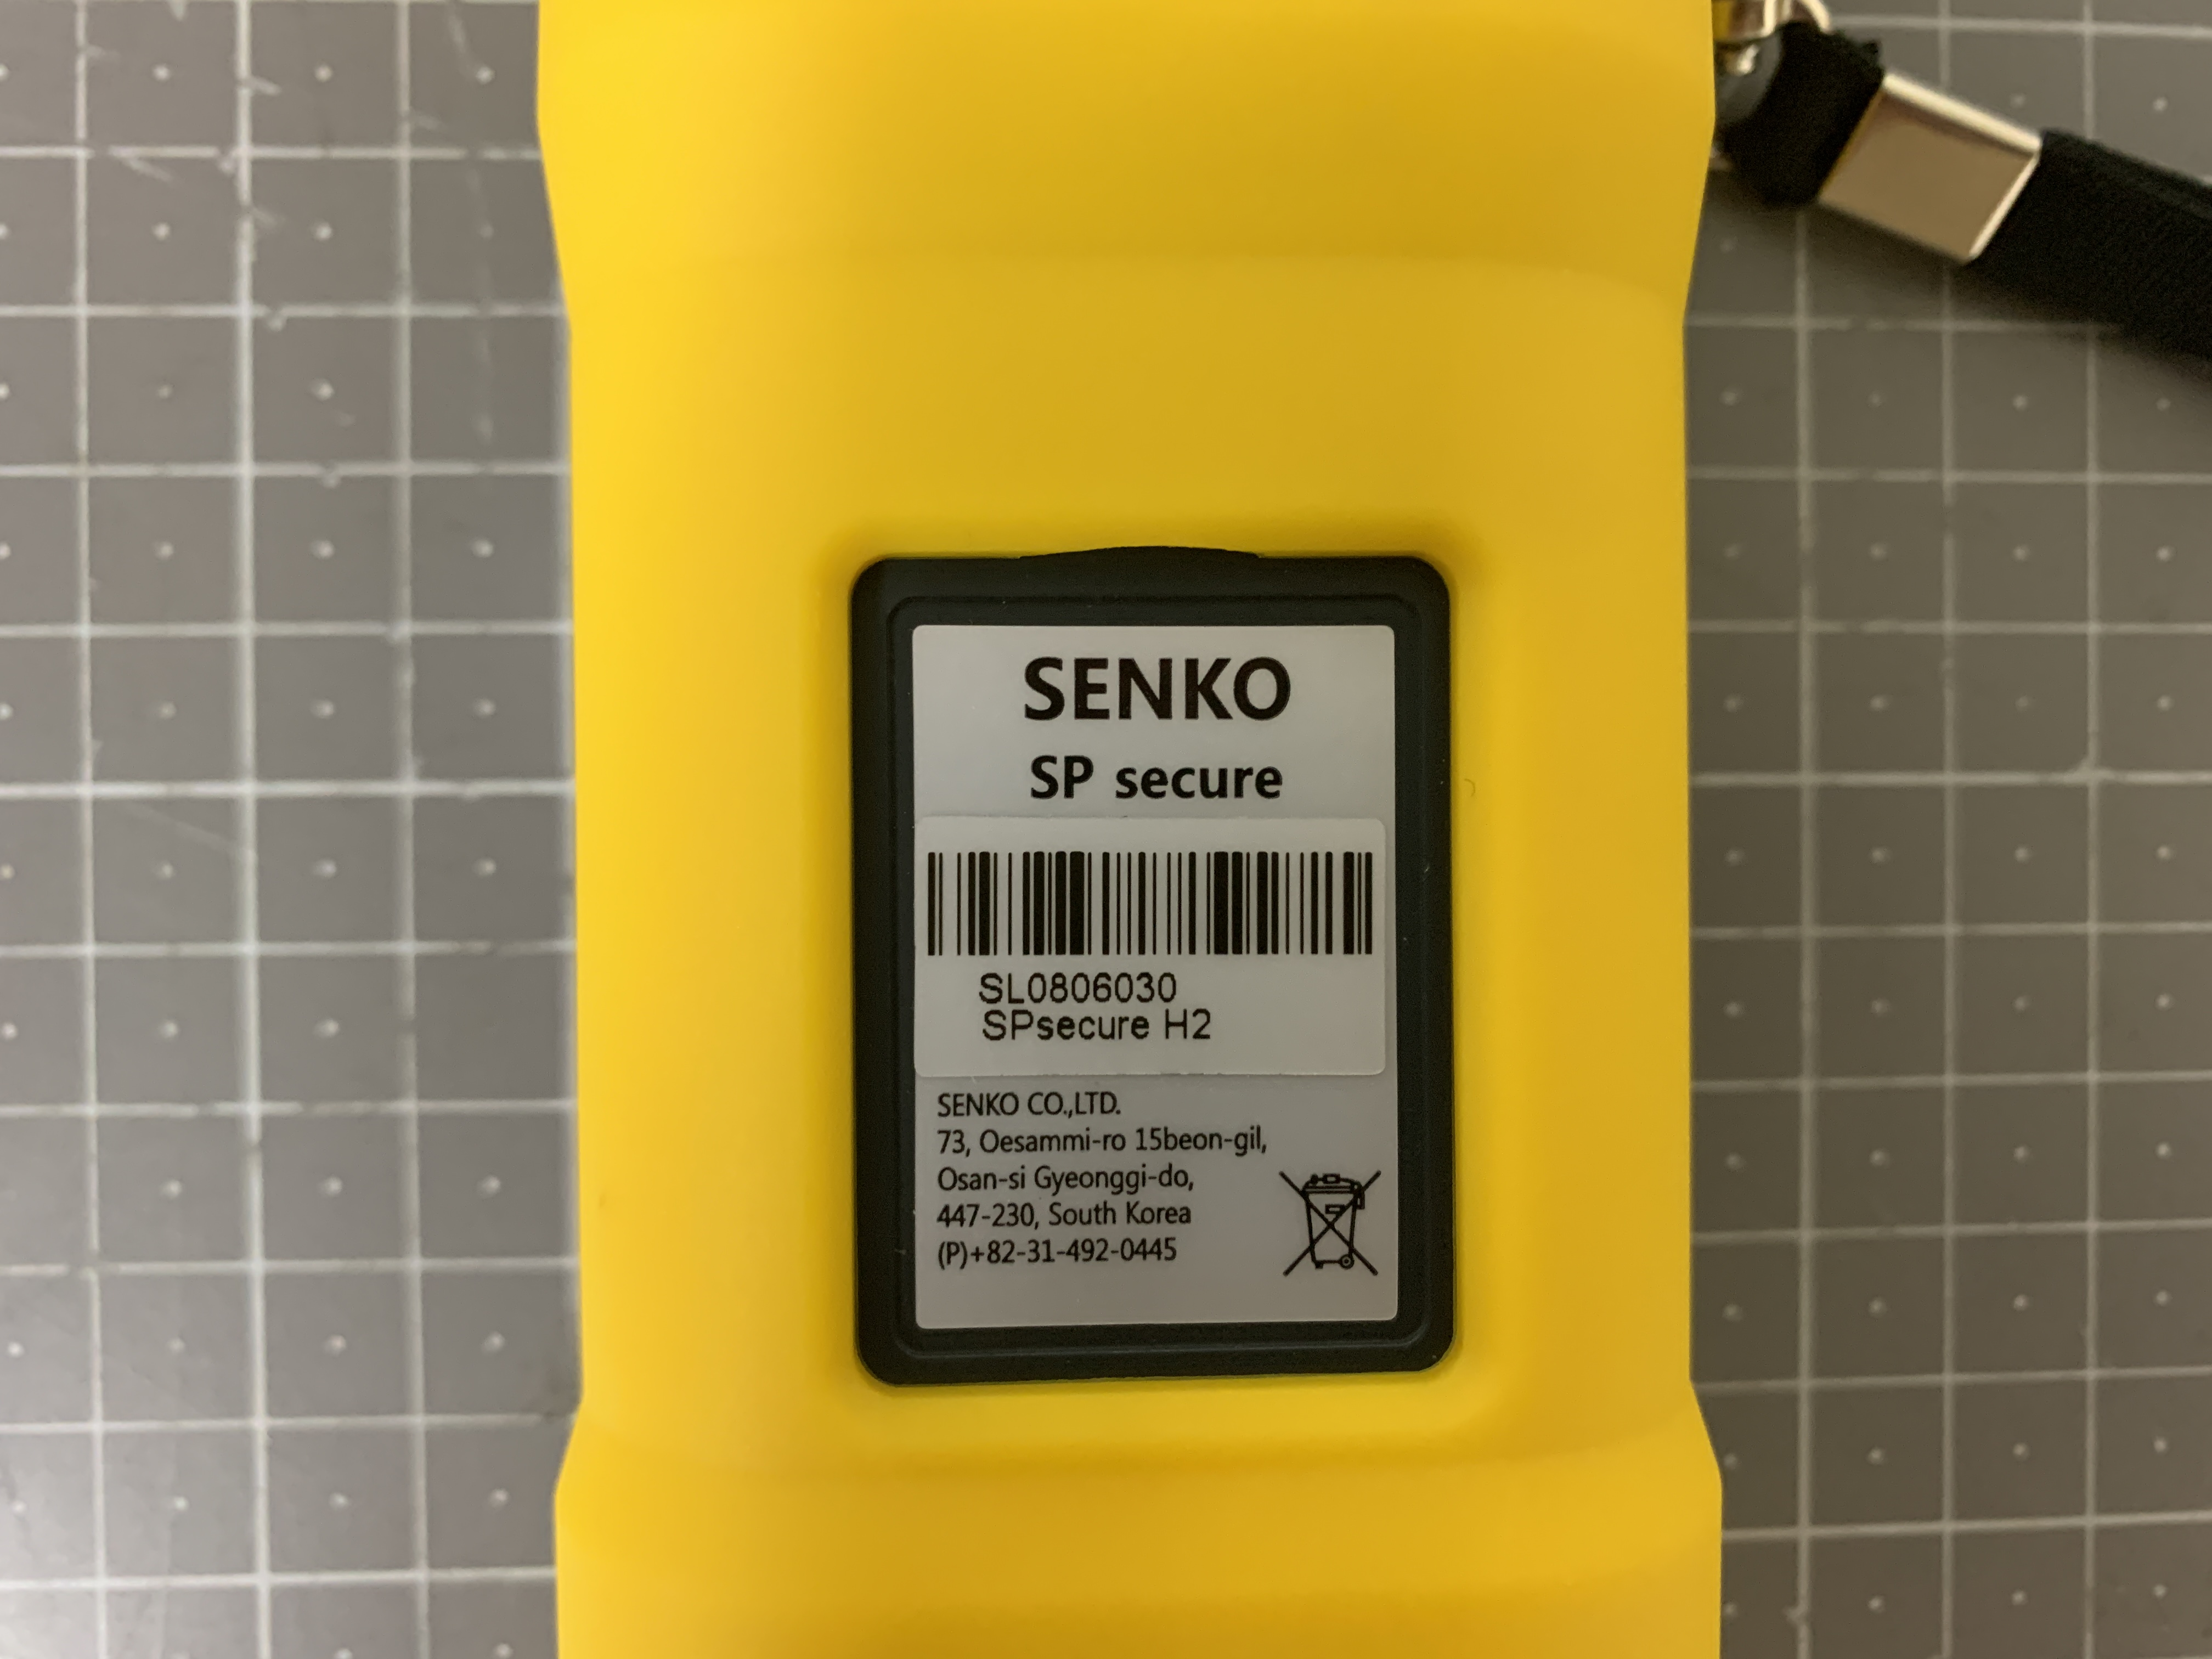 SENKO
SP secure
SL0806030
SPsecure H2
SENKO CO.,LTD.
73, Oesammi-ro 15beon-gil,
Osan-si Gyeonggi-do,
447-230, South Korea
(P)+82-31-492-0445